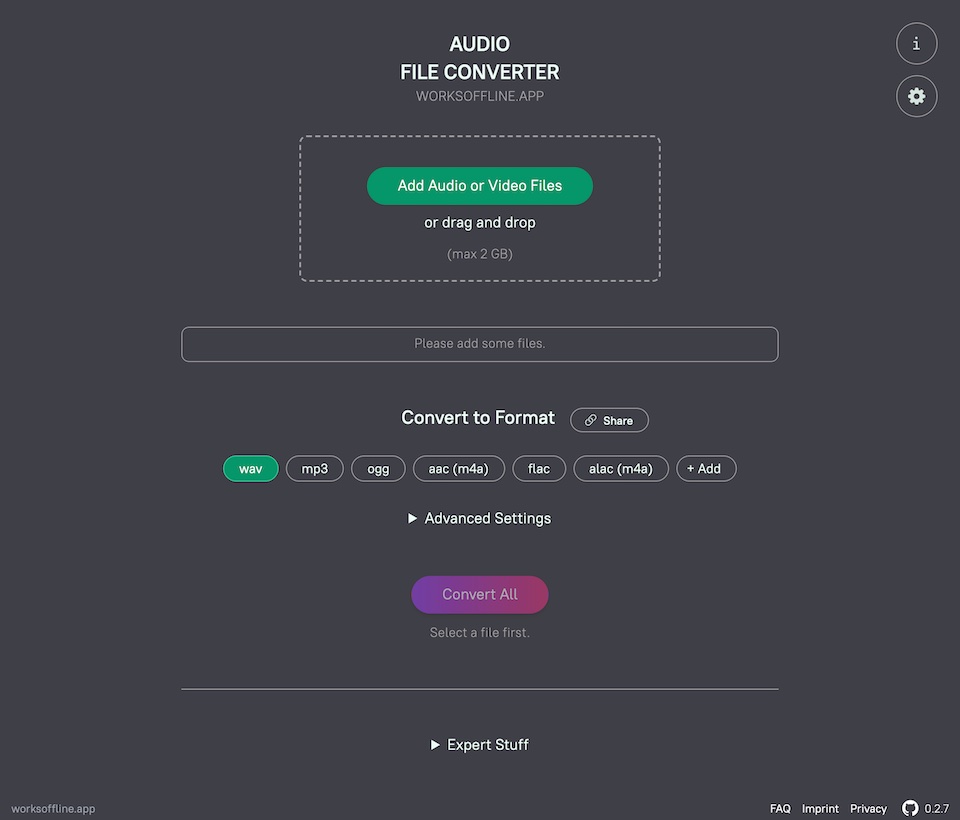 AUDIO
FILE CONVERTER
WORKSOFFLINE.APP
i
Add Audio or Video Files
or drag and drop
(max 2 GB)
Please add some files.
Convert to Format
Share
wav mp3 ogg aac (m4a) flac alac (m4a) + Add
Advanced Settings
Convert All
Select a file first.
Expert Stuff
worksoffline.app
FAQ Imprint Privacy 0.2.7